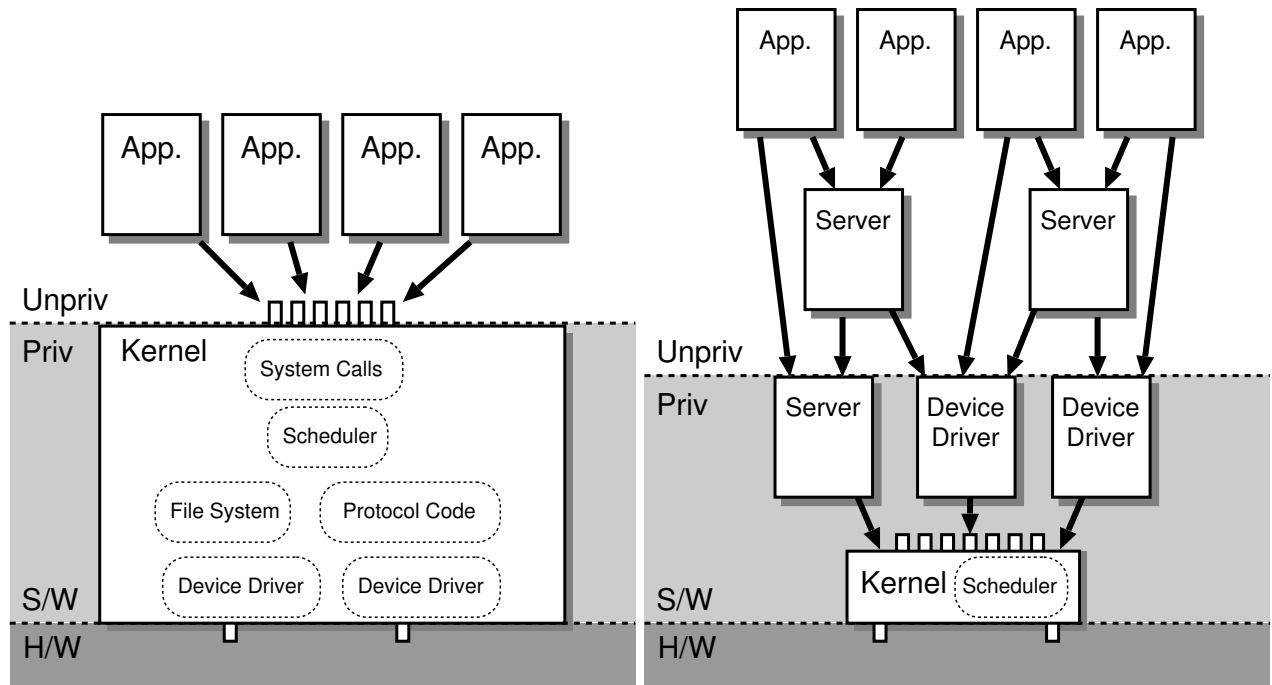 App.
App.
App.
App.
Unpriv
Priv
Kernel
System Calls
Scheduler
File System
Protocol Code
Device Driver
Device Driver
S/W
H/W
App.
App.
App.
App.
Server
Server
Unpriv
Priv
Server
Device
Driver
Device
Driver
Kernel
Scheduler
S/W
H/W